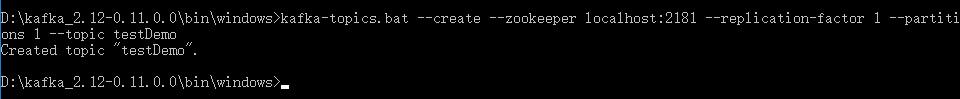 D:\kafka_2.12-0.11.0.0\bin\windows>kafka-topics.bat --create --zookeeper localhost:2181 --replication-factor 1 --partiti
ons 1 --topic testDemo
Created topic "testDemo".
D:\kafka_2.12-0.11.0.0\bin\windows>